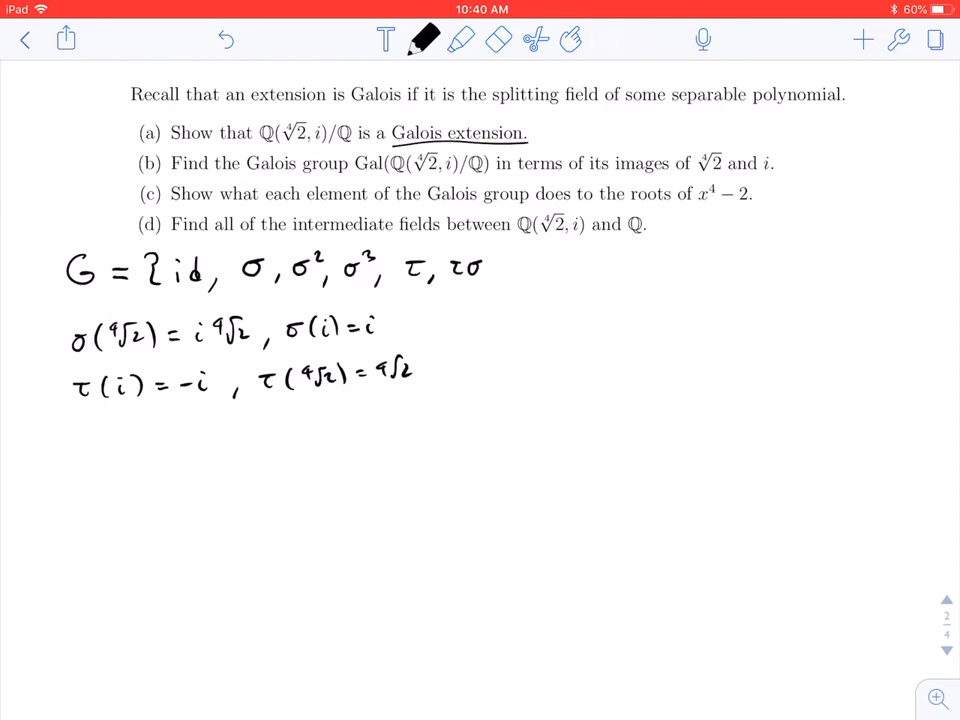 iPad 10:40 AM 60%
Recall that an extension is Galois if it is the splitting field of some separable polynomial.
(a) Show that ℚ(∜2, i)/ℚ is a Galois extension.
(b) Find the Galois group Gal(ℚ(∜2, i)/ℚ) in terms of its images of ∜2 and i.
(c) Show what each element of the Galois group does to the roots of x⁴ − 2.
(d) Find all of the intermediate fields between ℚ(∜2, i) and ℚ.
G = {id, σ, σ², σ³, τ, τσ
σ(∜2) = i ∜2, σ(i) = i
τ(i) = -i, τ(∜2) = ∜2
2
4